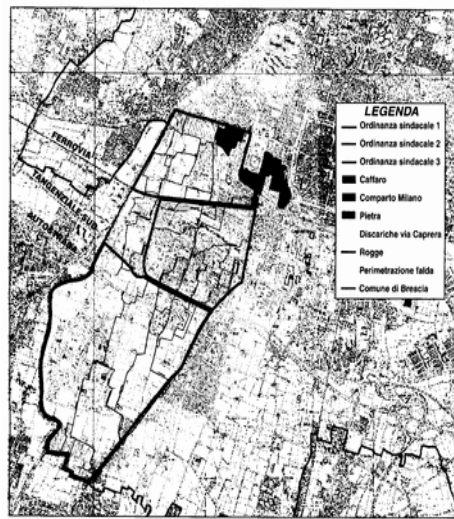 LEGENDA
Ordinanza sindacale 1
Ordinanza sindacale 2
Ordinanza sindacale 3
Caffaro
Comparto Milano
Pietra
Discariche via Caprera
Rogge
Perimetrazione falda
Comune di Brescia
FERROVIA
TANGENZIALE SUD
AUTOSTRADA